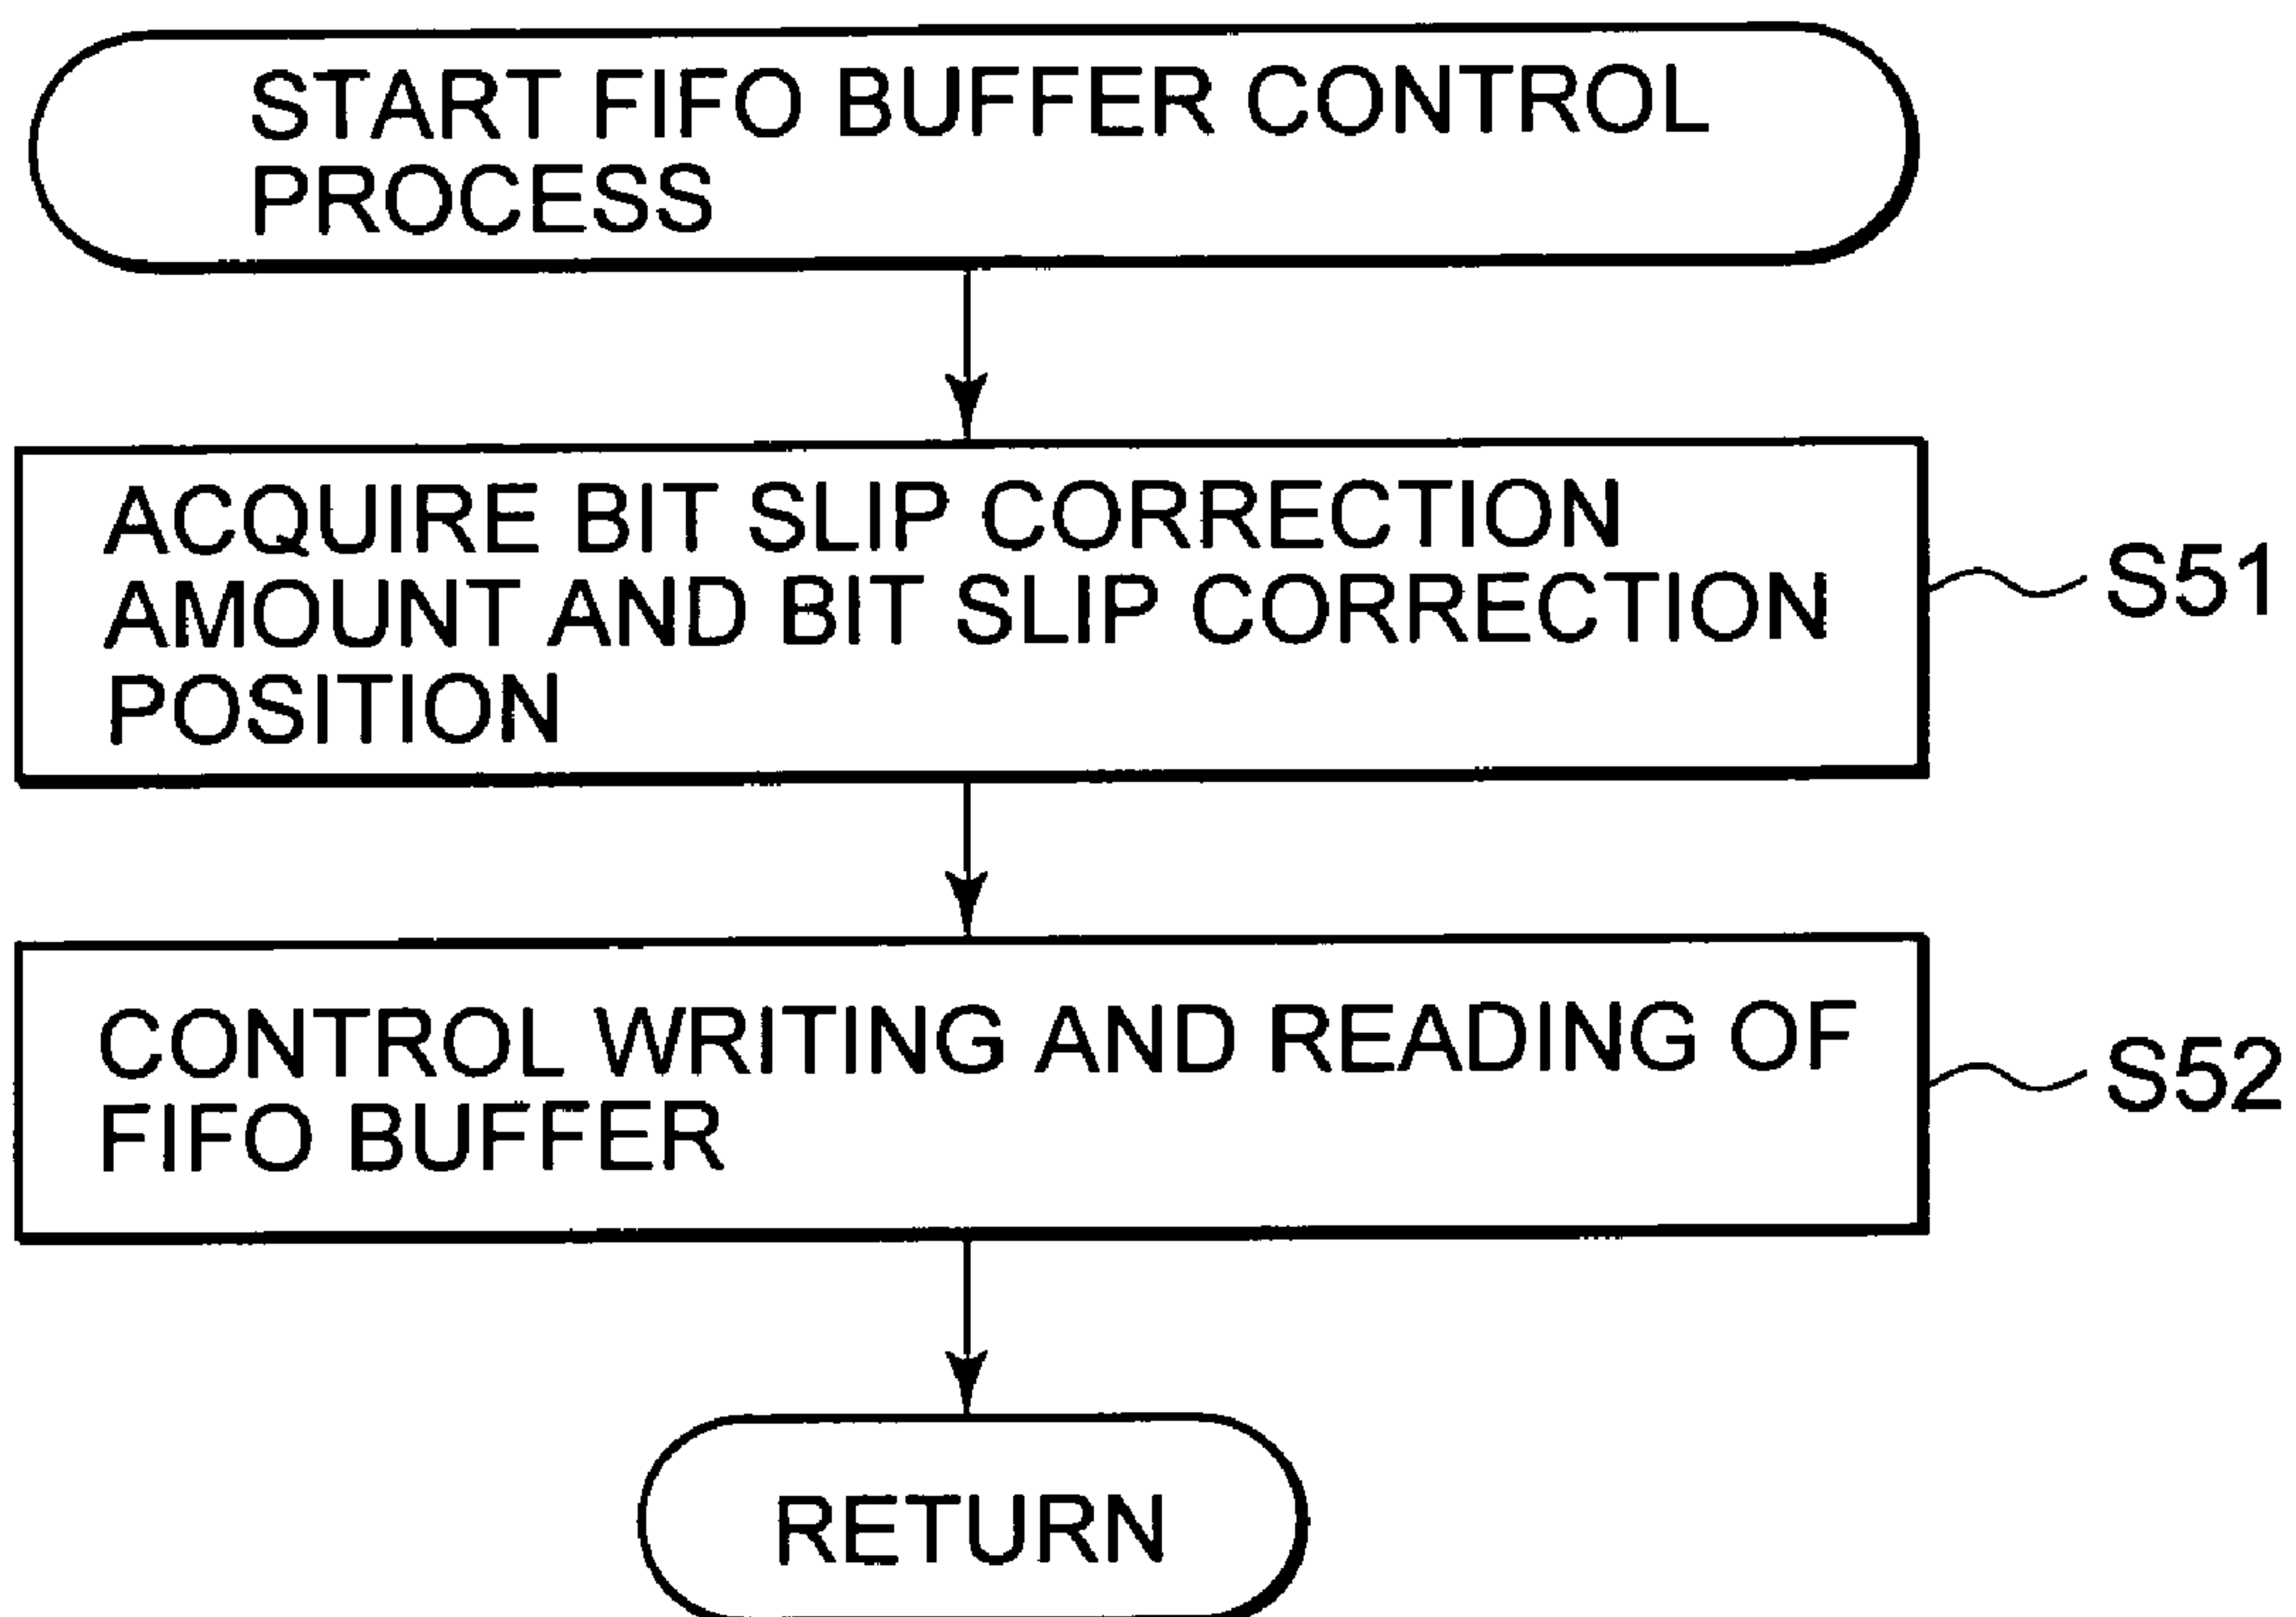 START FIFO BUFFER CONTROL
PROCESS
ACQUIRE BIT SLIP CORRECTION
AMOUNT AND BIT SLIP CORRECTION
POSITION
S51
CONTROL WRITING AND READING OF
FIFO BUFFER
S52
RETURN